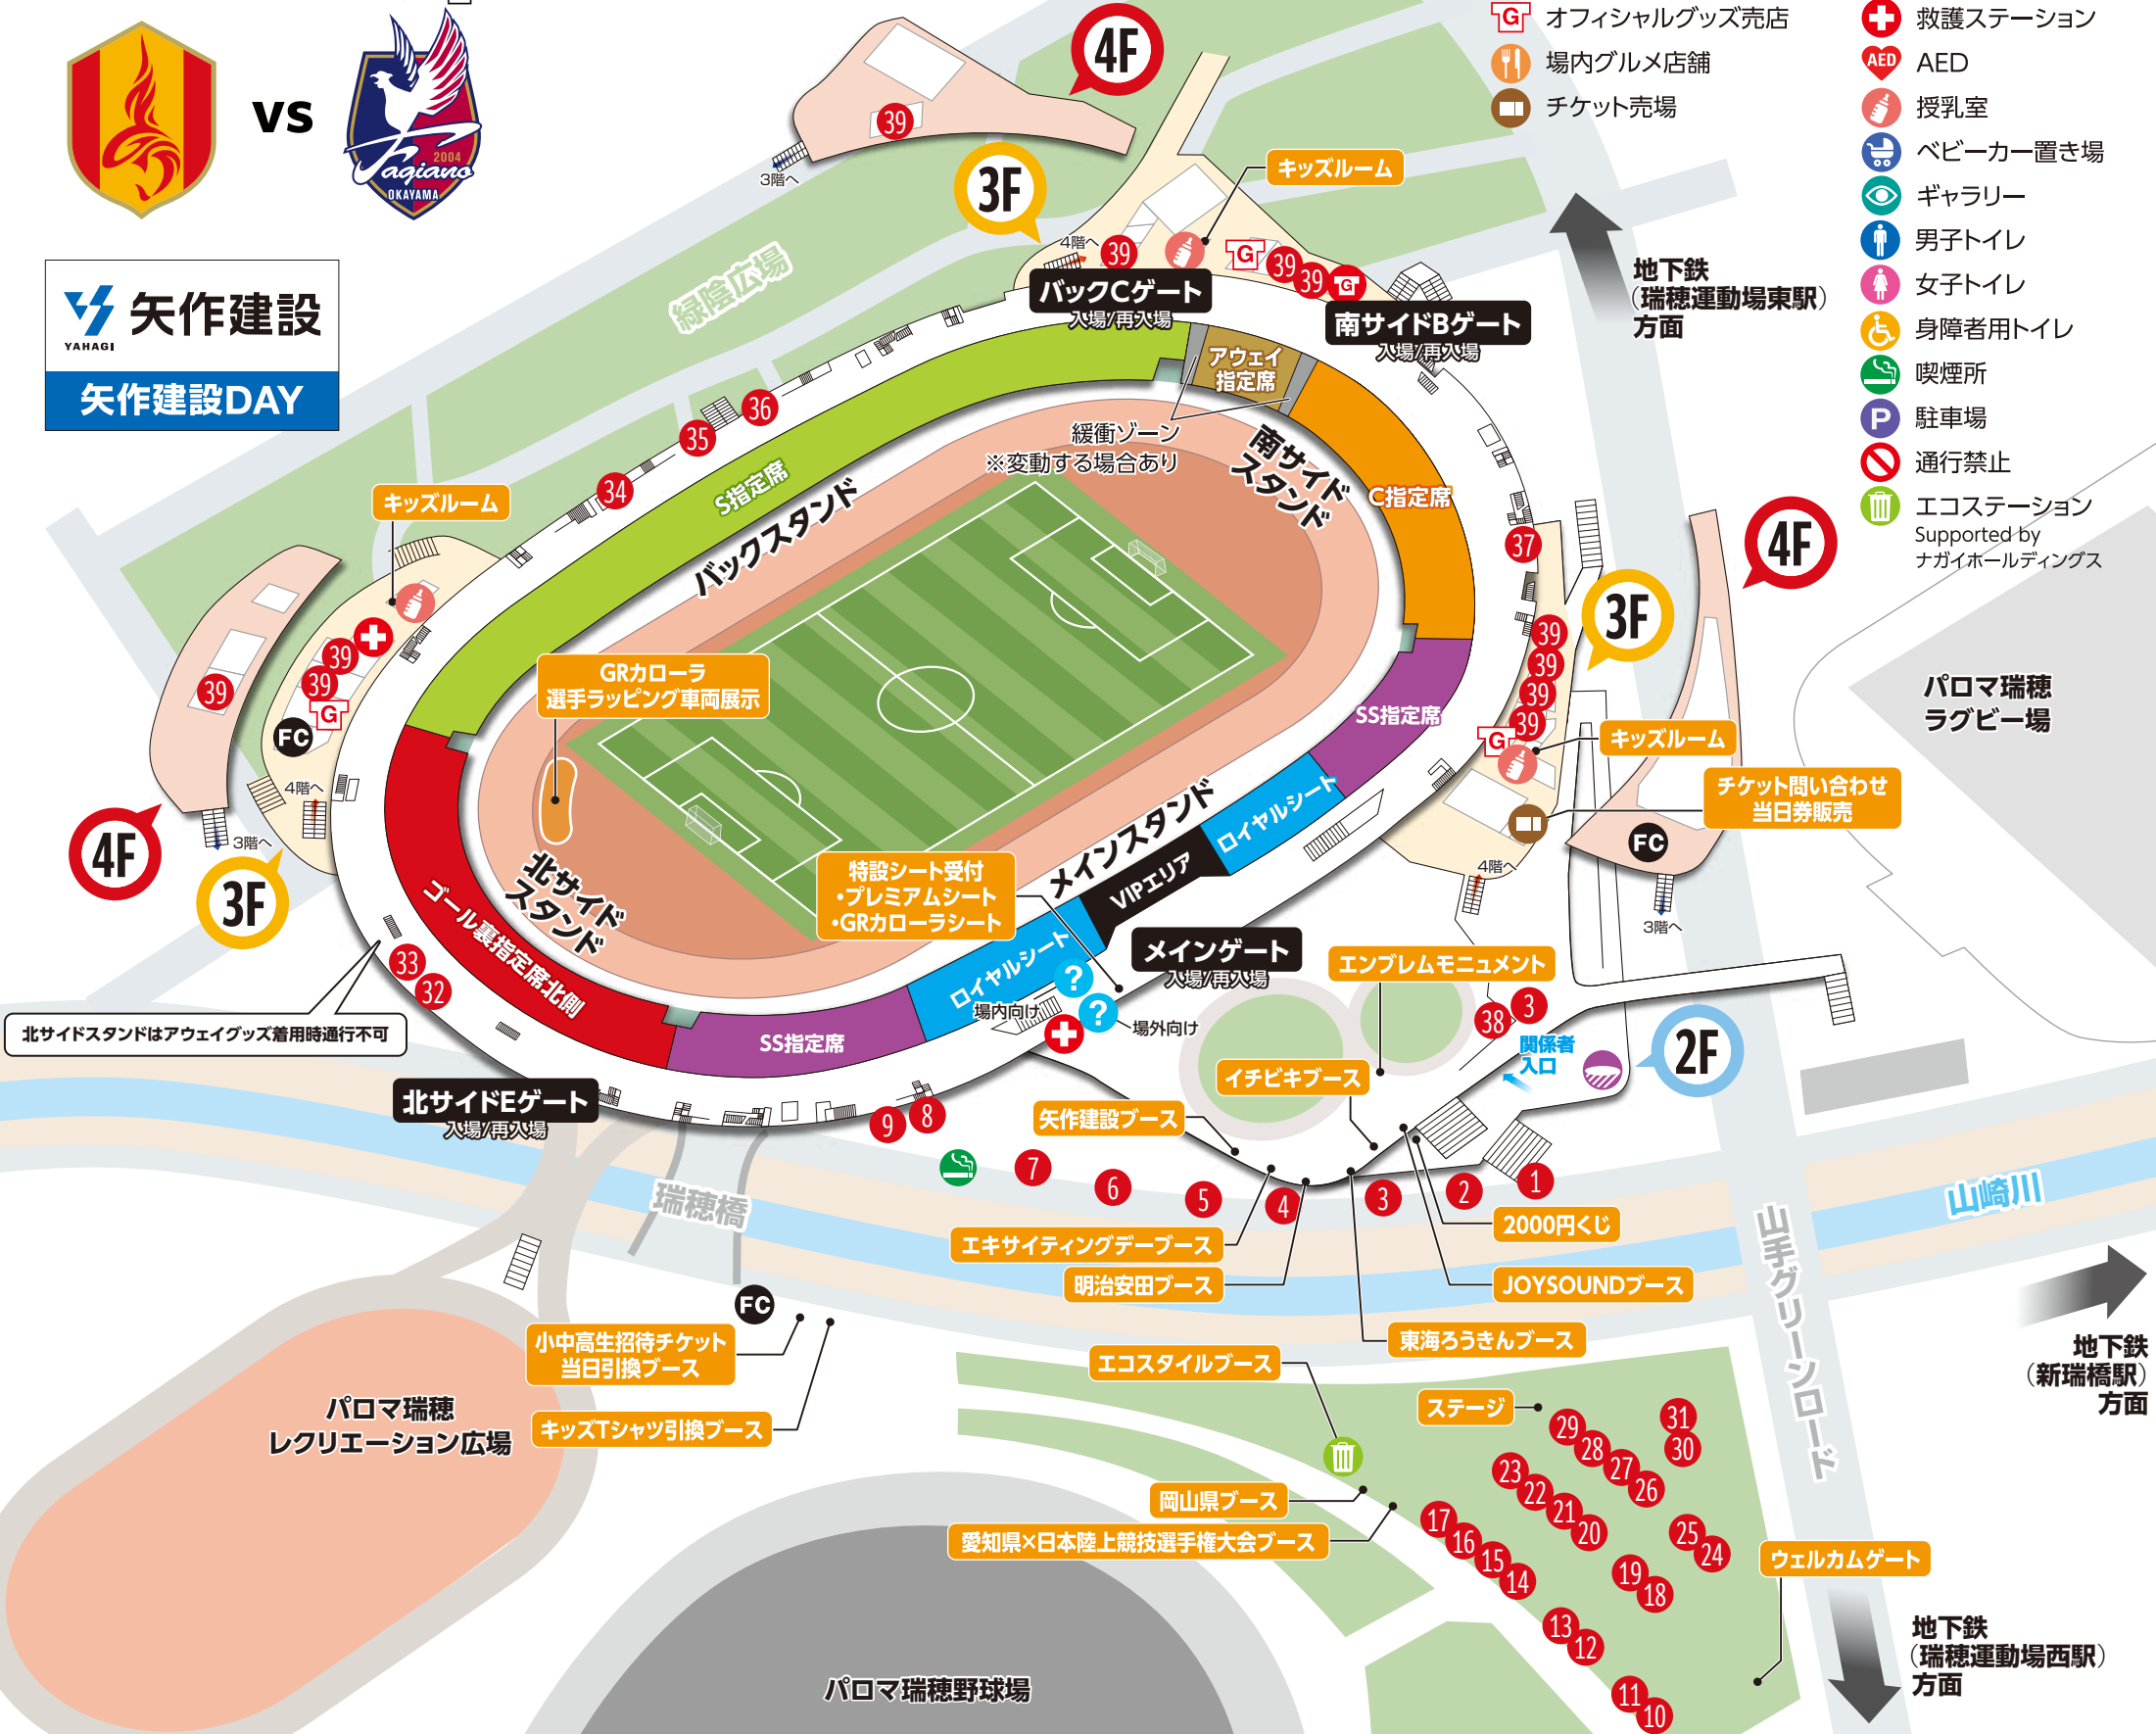 vs
2004
Fagiano
OKAYAMA
YAHAGI
矢作建設
矢作建設DAY
G オフィシャルグッズ売店
場内グルメ店舗
チケット売場
救護ステーション
AED AED
授乳室
ベビーカー置き場
ギャラリー
男子トイレ
女子トイレ
身障者用トイレ
喫煙所
P 駐車場
通行禁止
エコステーション
Supported by
ナガイホールディングス
4F
39
3階へ
3F
キッズルーム
4階へ
39
G
39
39
G
バックCゲート
入場/再入場
南サイドBゲート
入場/再入場
地下鉄
（瑞穂運動場東駅）
方面
緑陰広場
アウェイ
指定席
緩衝ゾーン
※変動する場合あり
南サイド
スタンド
C指定席
S指定席
バックスタンド
36
35
34
キッズルーム
37
4F
3F
39
39
39
39
G
キッズルーム
チケット問い合わせ
当日券販売
FC
4階へ
3階へ
パロマ瑞穂
ラグビー場
39
39
39
G
FC
4階へ
3階へ
4F
3F
GRカローラ
選手ラッピング車両展示
SS指定席
ロイヤルシート
メインスタンド
VIPエリア
特設シート受付
・プレミアムシート
・GRカローラシート
北サイド
スタンド
ゴール裏指定席北側
ロイヤルシート
SS指定席
メインゲート
入場/再入場
?
場内向け
?
場外向け
エンブレムモニュメント
3
38
関係者
入口
2F
33
32
北サイドスタンドはアウェイグッズ着用時通行不可
北サイドEゲート
入場/再入場
イチビキブース
矢作建設ブース
9
8
7
6
5
4
3
2
1
瑞穂橋
山崎川
山手グリーンロード
エキサイティングデーブース
明治安田ブース
2000円くじ
JOYSOUNDブース
東海ろうきんブース
FC
小中高生招待チケット
当日引換ブース
キッズTシャツ引換ブース
パロマ瑞穂
レクリエーション広場
エコスタイルブース
ステージ
岡山県ブース
愛知県×日本陸上競技選手権大会ブース
31
30
29
28
27
26
25
24
23
22
21
20
19
18
17
16
15
14
13
12
11
10
ウェルカムゲート
パロマ瑞穂野球場
地下鉄
（新瑞橋駅）
方面
地下鉄
（瑞穂運動場西駅）
方面